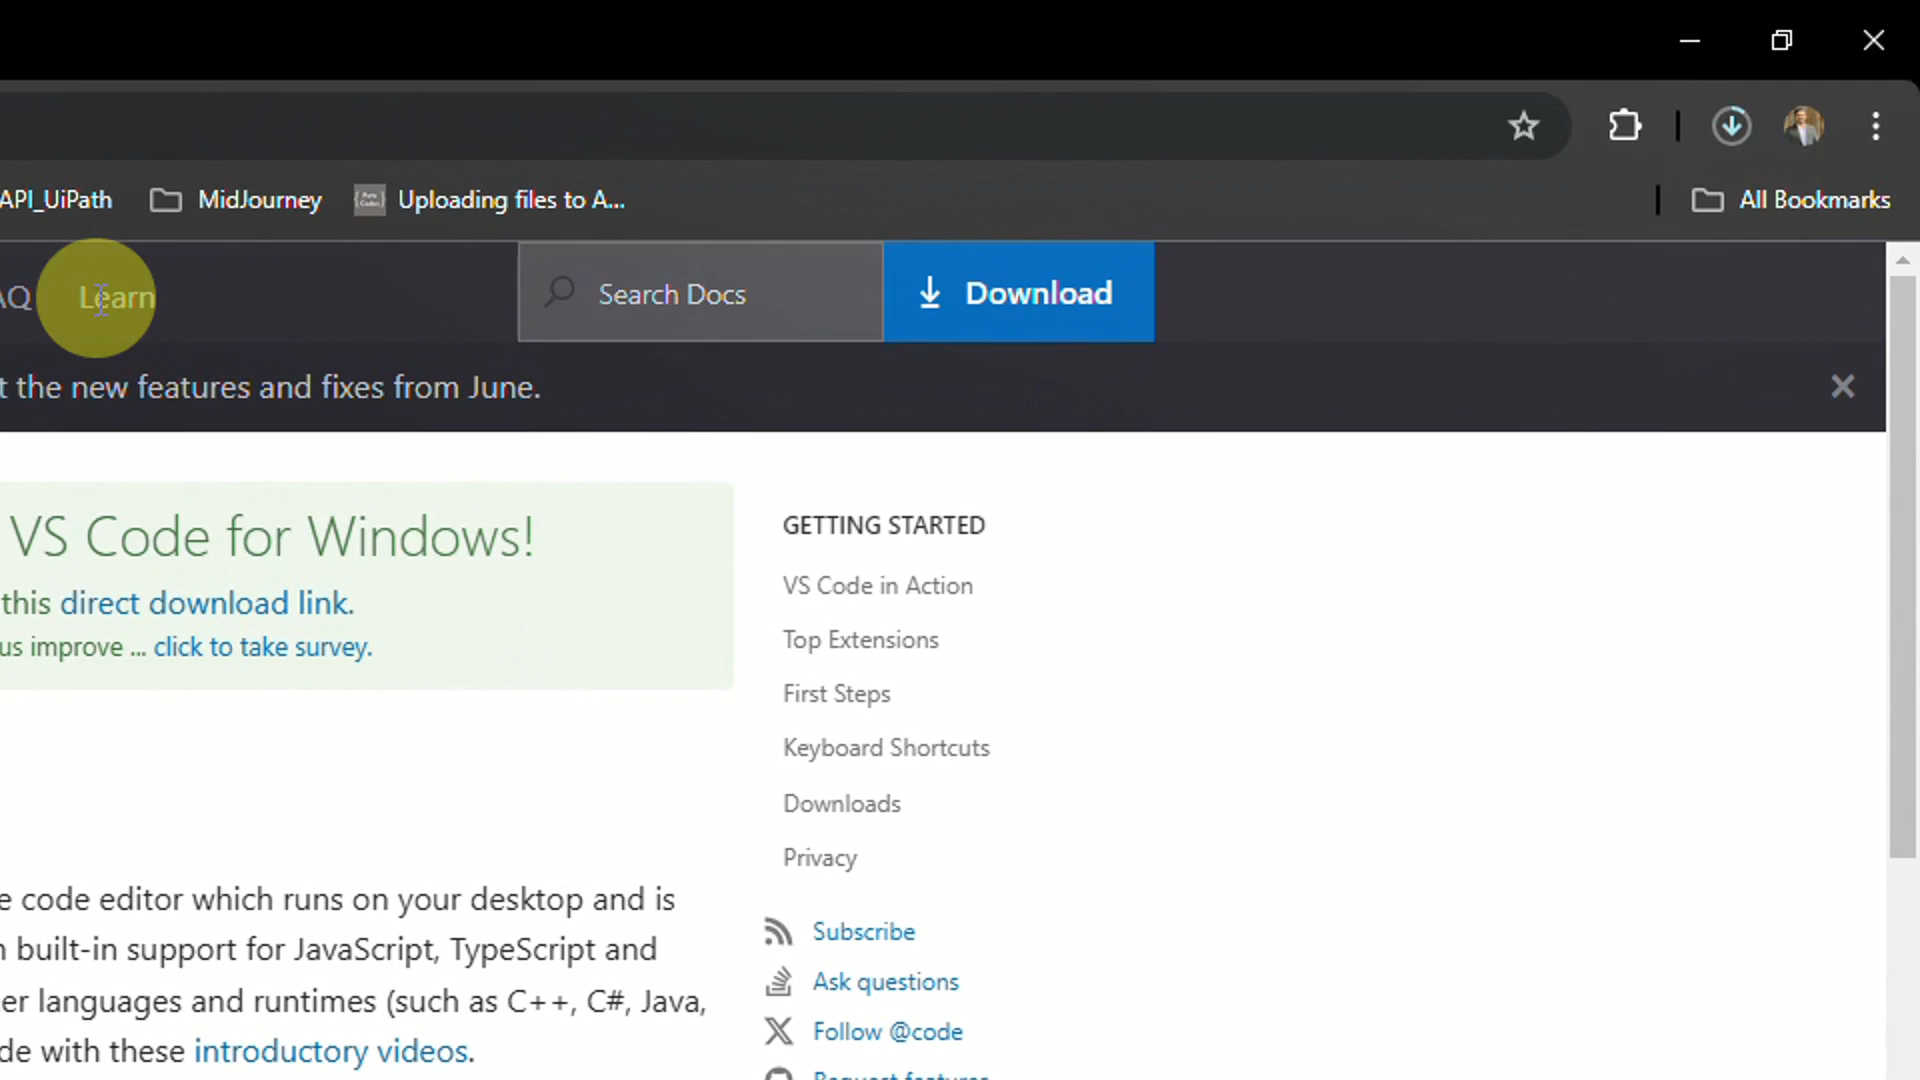 API_UiPath MidJourney Uploading files to A... All Bookmarks
AQ Learn Search Docs Download
t the new features and fixes from June.
VS Code for Windows!
this direct download link.
us improve ... click to take survey.
GETTING STARTED
VS Code in Action
Top Extensions
First Steps
Keyboard Shortcuts
Downloads
Privacy
e code editor which runs on your desktop and is
n built-in support for JavaScript, TypeScript and
er languages and runtimes (such as C++, C#, Java,
de with these introductory videos.
Subscribe
Ask questions
Follow @code
Request features